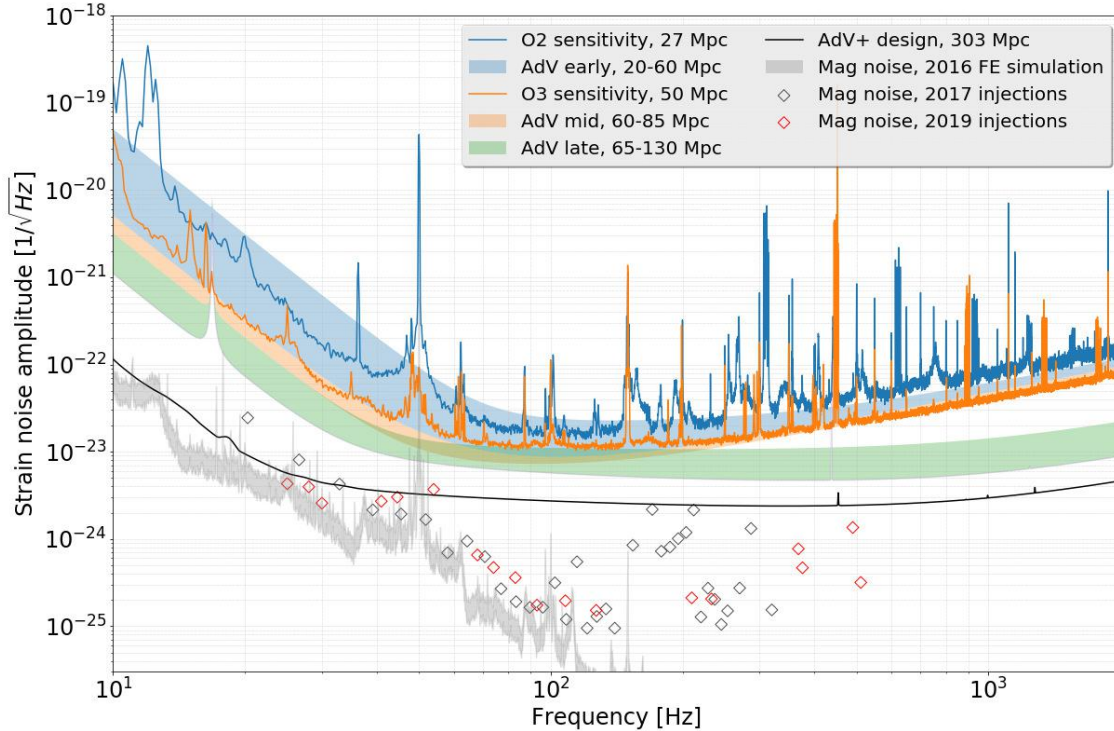 10^−18
10^−19
10^−20
10^−21
10^−22
10^−23
10^−24
10^−25
Strain noise amplitude [1/√Hz]
O2 sensitivity, 27 Mpc
AdV early, 20-60 Mpc
O3 sensitivity, 50 Mpc
AdV mid, 60-85 Mpc
AdV late, 65-130 Mpc
AdV+ design, 303 Mpc
Mag noise, 2016 FE simulation
Mag noise, 2017 injections
Mag noise, 2019 injections
10^1
10^2
10^3
Frequency [Hz]